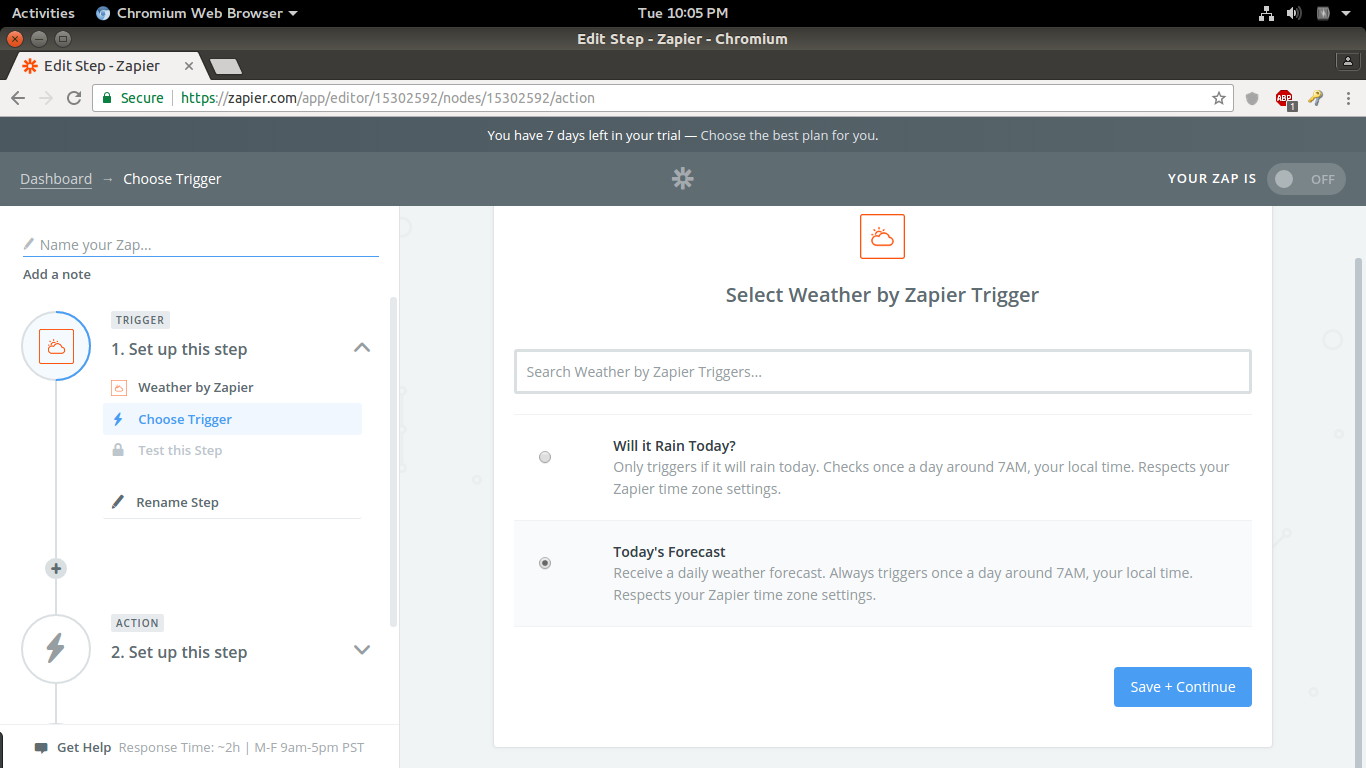 Activities
Chromium Web Browser
Tue 10:05 PM
Edit Step - Zapier - Chromium
Edit Step - Zapier
Secure
https://zapier.com/app/editor/15302592/nodes/15302592/action
ABP
1
You have 7 days left in your trial — Choose the best plan for you.
Dashboard → Choose Trigger
YOUR ZAP IS
OFF
Name your Zap...
Add a note
TRIGGER
1. Set up this step
Weather by Zapier
Choose Trigger
Test this Step
Rename Step
ACTION
2. Set up this step
Get Help Response Time: ~2h | M-F 9am-5pm PST
Select Weather by Zapier Trigger
Search Weather by Zapier Triggers...
Will it Rain Today?
Only triggers if it will rain today. Checks once a day around 7AM, your local time. Respects your
Zapier time zone settings.
Today's Forecast
Receive a daily weather forecast. Always triggers once a day around 7AM, your local time.
Respects your Zapier time zone settings.
Save + Continue